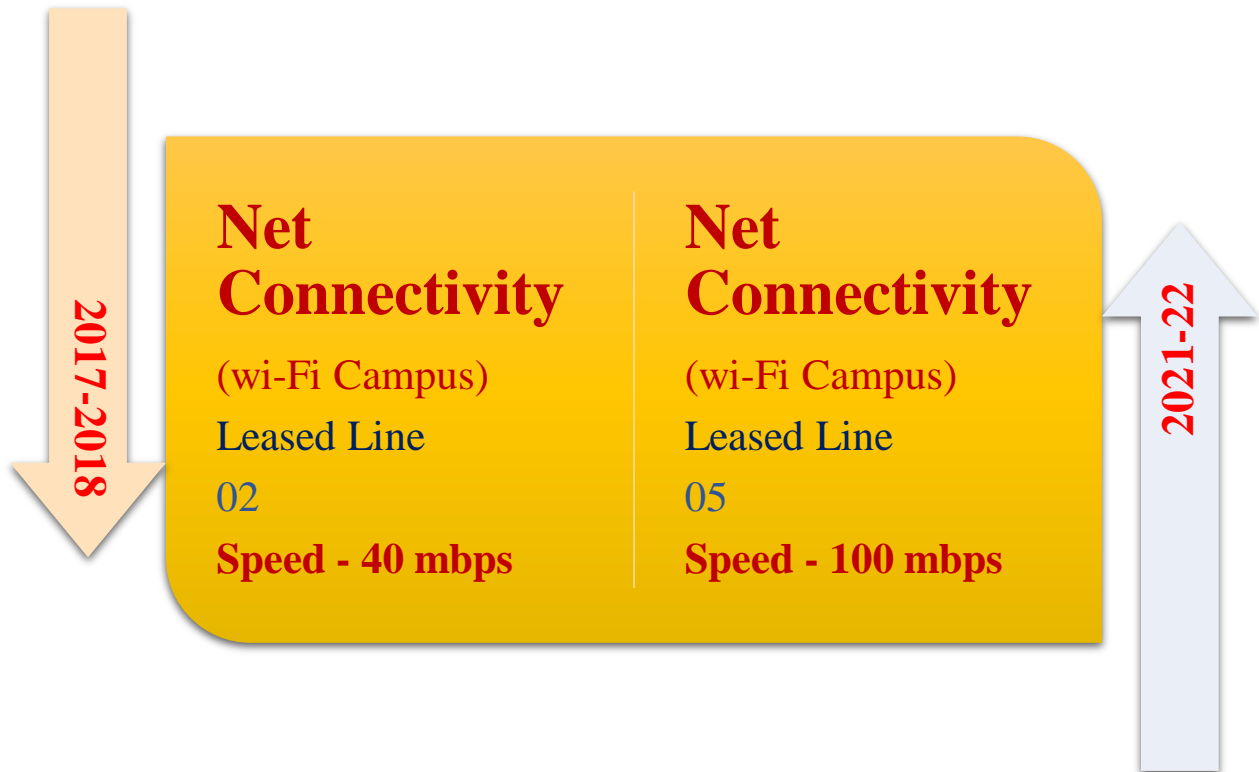 2017-2018
Net
Connectivity
(wi-Fi Campus)
Leased Line
02
Speed - 40 mbps
Net
Connectivity
(wi-Fi Campus)
Leased Line
05
Speed - 100 mbps
2021-22